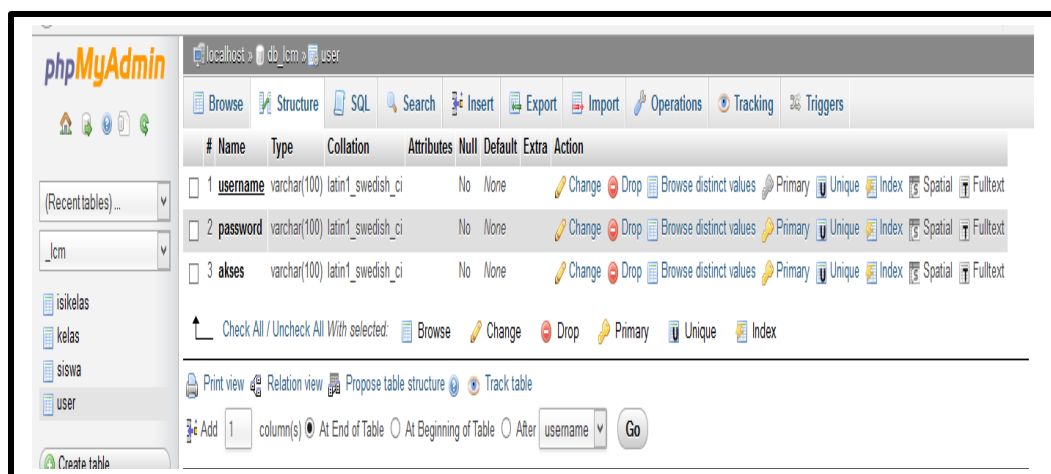 phpMyAdmin
localhost » db_lcm » user
Browse Structure SQL Search Insert Export Import Operations Tracking Triggers
# Name Type Collation Attributes Null Default Extra Action
1 username varchar(100) latin1_swedish_ci No None Change Drop Browse distinct values Primary Unique Index Spatial Fulltext
2 password varchar(100) latin1_swedish_ci No None Change Drop Browse distinct values Primary Unique Index Spatial Fulltext
3 akses varchar(100) latin1_swedish_ci No None Change Drop Browse distinct values Primary Unique Index Spatial Fulltext
Check All / Uncheck All With selected: Browse Change Drop Primary Unique Index
Print view Relation view Propose table structure Track table
Add 1 column(s) At End of Table At Beginning of Table After username Go
(Recent tables) ...
_lcm
isikelas
kelas
siswa
user
Create table